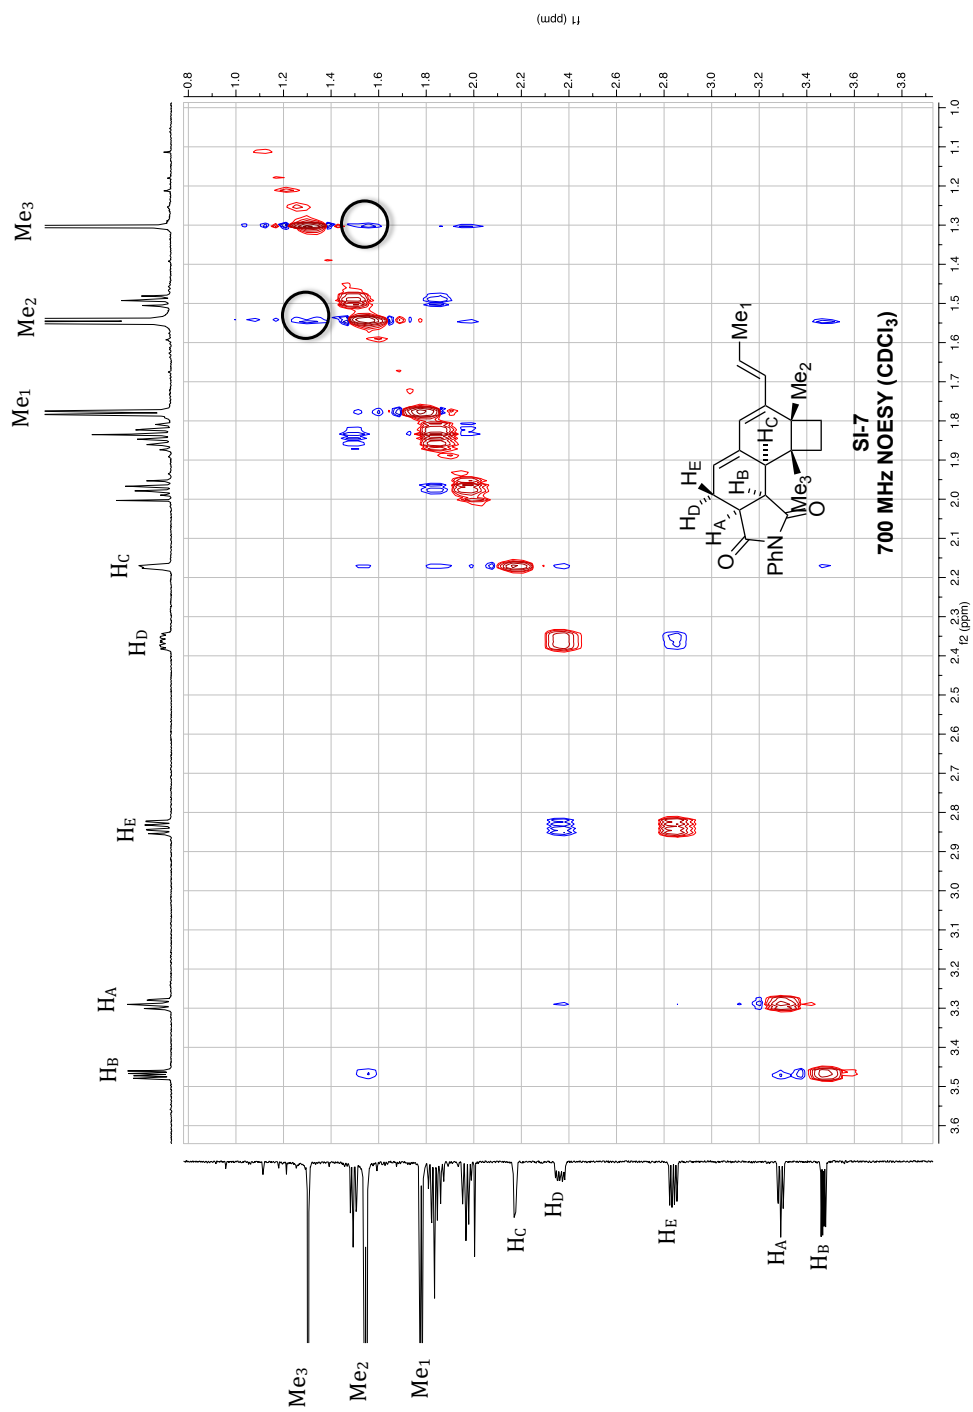 f1 (ppm)
0.8
1.0
1.2
1.4
1.6
1.8
2.0
2.2
2.4
2.6
2.8
3.0
3.2
3.4
3.6
3.8
Me3
Me2
Me1
HC
HD
HE
HA
HB
1.0
1.1
1.2
1.3
1.4
1.5
1.6
1.7
1.8
1.9
2.0
2.1
2.2
2.3
2.4
2.5
2.6
2.7
2.8
2.9
3.0
3.1
3.2
3.3
3.4
3.5
3.6
f2 (ppm)
Me1
Me2
HC
HE
HB
HD
HA
Me3
O
O
PhN
SI-7
700 MHz NOESY (CDCl3)
Me3
Me2
Me1
HC
HD
HE
HA
HB